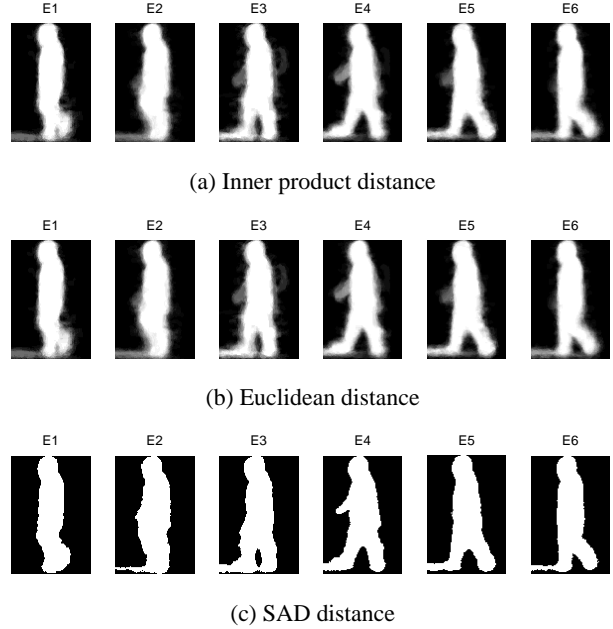 E1 E2 E3 E4 E5 E6
(a) Inner product distance
E1 E2 E3 E4 E5 E6
(b) Euclidean distance
E1 E2 E3 E4 E5 E6
(c) SAD distance